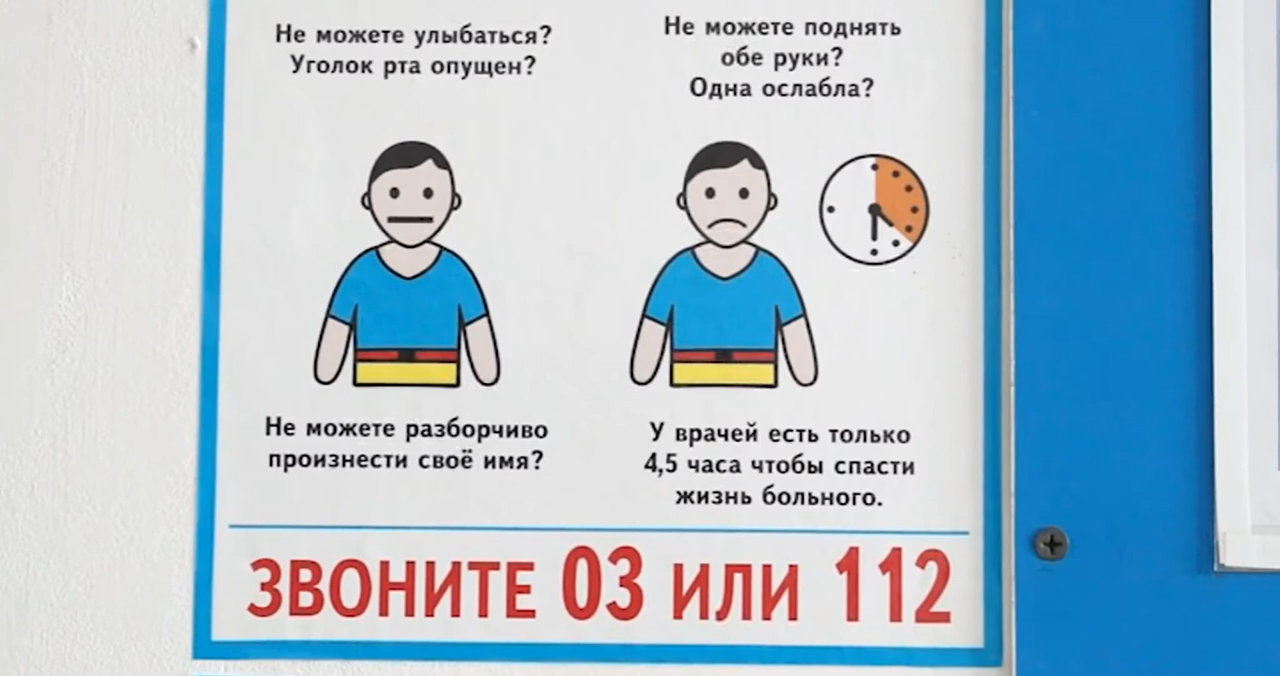 Не можете улыбаться?
Уголок рта опущен?
Не можете поднять
обе руки?
Одна ослабла?
Не можете разборчиво
произнести своё имя?
У врачей есть только
4,5 часа чтобы спасти
жизнь больного.
ЗВОНИТЕ 03 ИЛИ 112